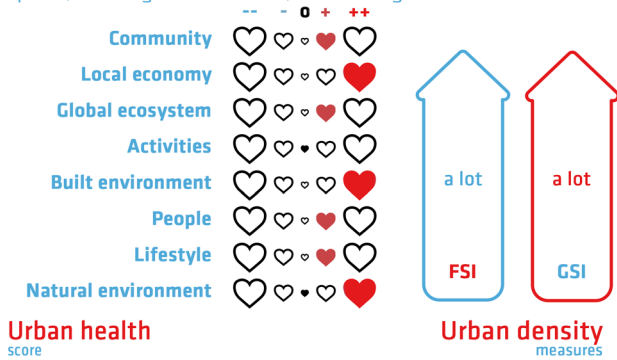 -- - 0 + ++
Community
Local economy
Global ecosystem
Activities
Built environment
People
Lifestyle
Natural environment
a lot
a lot
FSI
GSI
Urban health
score
Urban density
measures